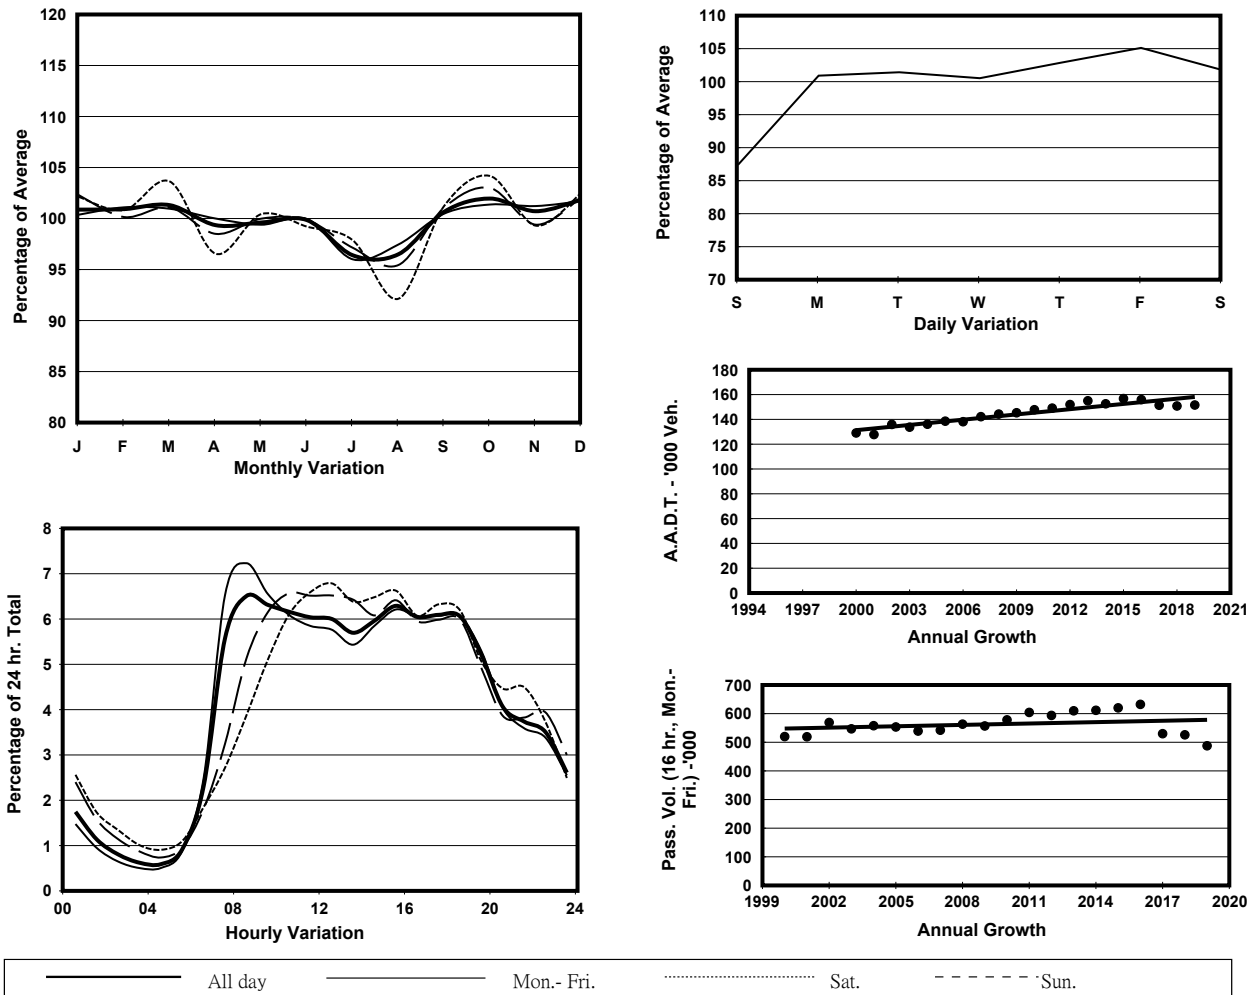 120
115
110
105
100
95
90
85
80
Percentage of Average
J F M A M J J A S O N D
Monthly Variation
110
105
100
95
90
85
80
75
70
Percentage of Average
S M T W T F S
Daily Variation
180
160
140
120
100
80
60
40
20
0
A.A.D.T. - '000 Veh.
1994 1997 2000 2003 2006 2009 2012 2015 2018 2021
Annual Growth
8
7
6
5
4
3
2
1
0
Percentage of 24 hr. Total
00 04 08 12 16 20 24
Hourly Variation
700
600
500
400
300
200
100
0
Pass. Vol. (16 hr., Mon.-
Fri.) -'000
1999 2002 2005 2008 2011 2014 2017 2020
Annual Growth
All day Mon.- Fri. Sat. Sun.